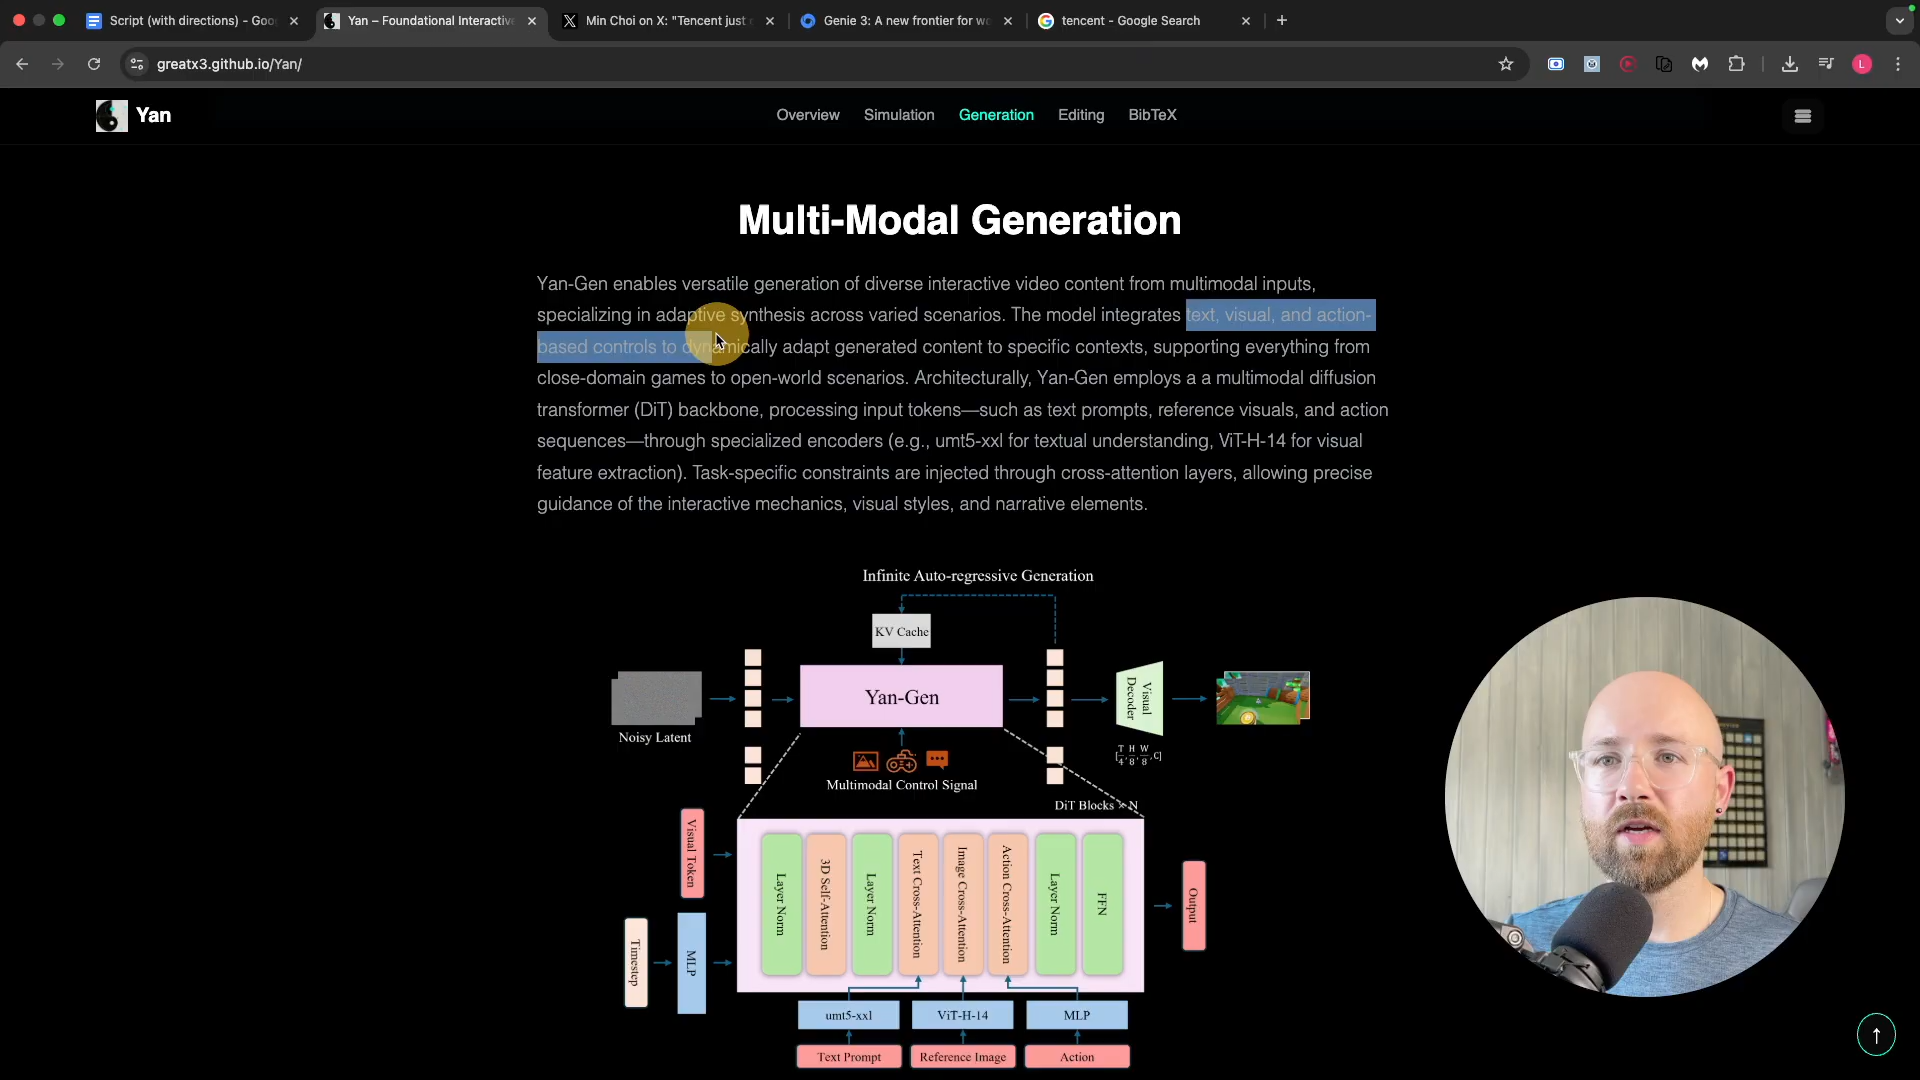 Script (with directions) - Goo
Yan – Foundational Interactive
Min Choi on X: "Tencent just
Genie 3: A new frontier for wo
tencent - Google Search
greatx3.github.io/Yan/
L
Yan
Overview
Simulation
Generation
Editing
BibTeX
Multi-Modal Generation
Yan-Gen enables versatile generation of diverse interactive video content from multimodal inputs,
specializing in adaptive synthesis across varied scenarios. The model integrates text, visual, and action-
based controls to dynamically adapt generated content to specific contexts, supporting everything from
close-domain games to open-world scenarios. Architecturally, Yan-Gen employs a a multimodal diffusion
transformer (DiT) backbone, processing input tokens—such as text prompts, reference visuals, and action
sequences—through specialized encoders (e.g., umt5-xxl for textual understanding, ViT-H-14 for visual
feature extraction). Task-specific constraints are injected through cross-attention layers, allowing precise
guidance of the interactive mechanics, visual styles, and narrative elements.
Infinite Auto-regressive Generation
KV Cache
Yan-Gen
Visual
Decoder
Noisy Latent
[T/4, H/8, W/8, C]
Multimodal Control Signal
DiT Blocks × N
Visual Token
Layer Norm
3D Self-Attention
Layer Norm
Text Cross-Attention
Image Cross-Attention
Action Cross-Attention
Layer Norm
FFN
Output
Timestep
MLP
umt5-xxl
ViT-H-14
MLP
Text Prompt
Reference Image
Action